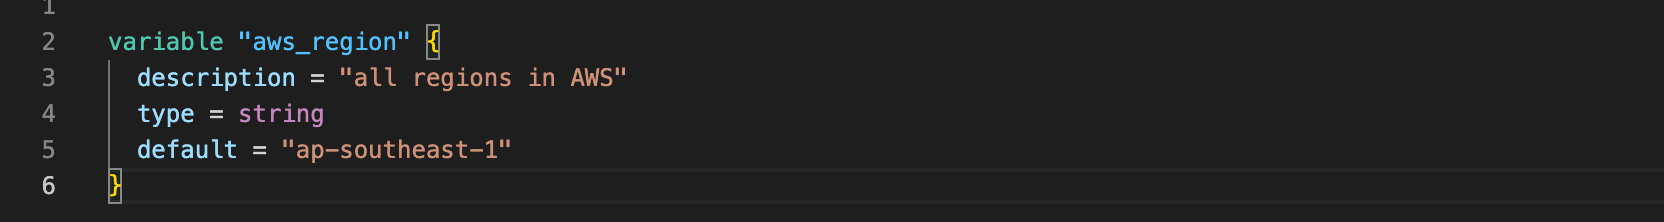 1
2 variable "aws_region" {
3   description = "all regions in AWS"
4   type = string
5   default = "ap-southeast-1"
6 }